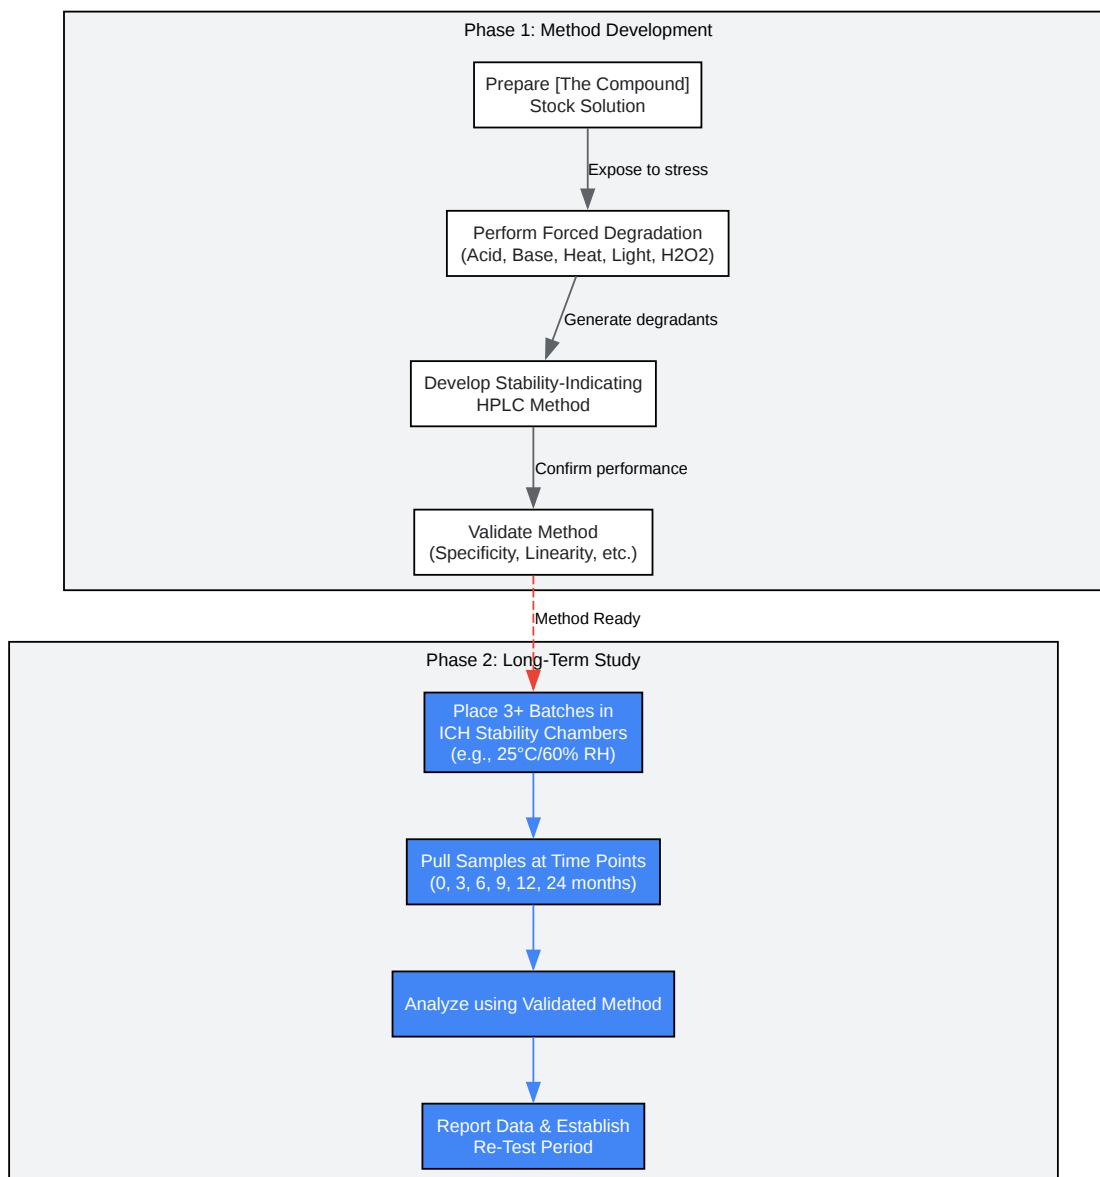 Phase 1: Method Development
Prepare [The Compound]
Stock Solution
Expose to stress
Perform Forced Degradation
(Acid, Base, Heat, Light, H2O2)
Generate degradants
Develop Stability-Indicating
HPLC Method
Confirm performance
Validate Method
(Specificity, Linearity, etc.)
Method Ready
Phase 2: Long-Term Study
Place 3+ Batches in
ICH Stability Chambers
(e.g., 25°C/60% RH)
Pull Samples at Time Points
(0, 3, 6, 9, 12, 24 months)
Analyze using Validated Method
Report Data & Establish
Re-Test Period